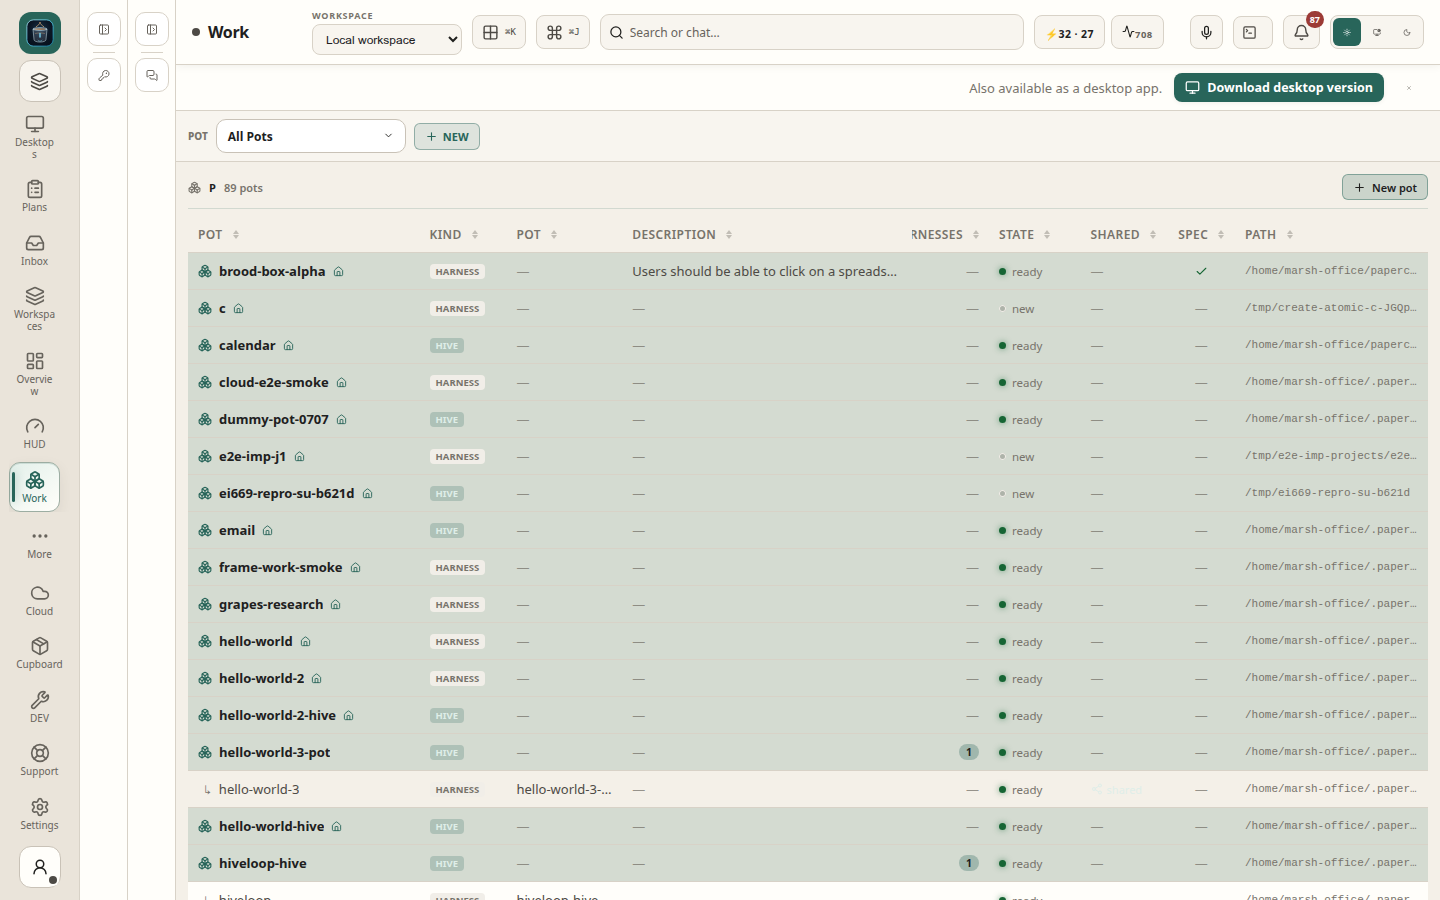 WORKSPACE
Work
Local workspace
⌘K
⌘J
Search or chat...
⚡32 · 27
708
87
Also available as a desktop app.
Download desktop version
×
POT
All Pots
+ NEW
P 89 pots
+ New pot
POT KIND POT DESCRIPTION RNESSES STATE SHARED SPEC PATH
brood-box-alpha HARNESS — Users should be able to click on a spreads... — ready — ✓ /home/marsh-office/paperc…
c HARNESS — — — new — — /tmp/create-atomic-c-JGQp…
calendar HIVE — — — ready — — /home/marsh-office/paperc…
cloud-e2e-smoke HARNESS — — — ready — — /home/marsh-office/.paper…
dummy-pot-0707 HIVE — — — ready — — /home/marsh-office/.paper…
e2e-imp-j1 HARNESS — — — new — — /tmp/e2e-imp-projects/e2e…
ei669-repro-su-b621d HIVE — — — new — — /tmp/ei669-repro-su-b621d
email HIVE — — — ready — — /home/marsh-office/.paper…
frame-work-smoke HARNESS — — — ready — — /home/marsh-office/.paper…
grapes-research HARNESS — — — ready — — /home/marsh-office/.paper…
hello-world HARNESS — — — ready — — /home/marsh-office/.paper…
hello-world-2 HARNESS — — — ready — — /home/marsh-office/.paper…
hello-world-2-hive HIVE — — — ready — — /home/marsh-office/.paper…
hello-world-3-pot HIVE — — 1 ready — — /home/marsh-office/.paper…
↳ hello-world-3 HARNESS hello-world-3-... — — ready shared — /home/marsh-office/.paper…
hello-world-hive HIVE — — — ready — — /home/marsh-office/.paper…
hiveloop-hive HIVE — — 1 ready — — /home/marsh-office/.paper…
↳ hiveloop HARNESS hiveloop-hive — — ready — /home/marsh-office/.paper…
Desktop
s
Plans
Inbox
Workspa
ces
Overvie
w
HUD
Work
More
Cloud
Cupboard
DEV
Support
Settings